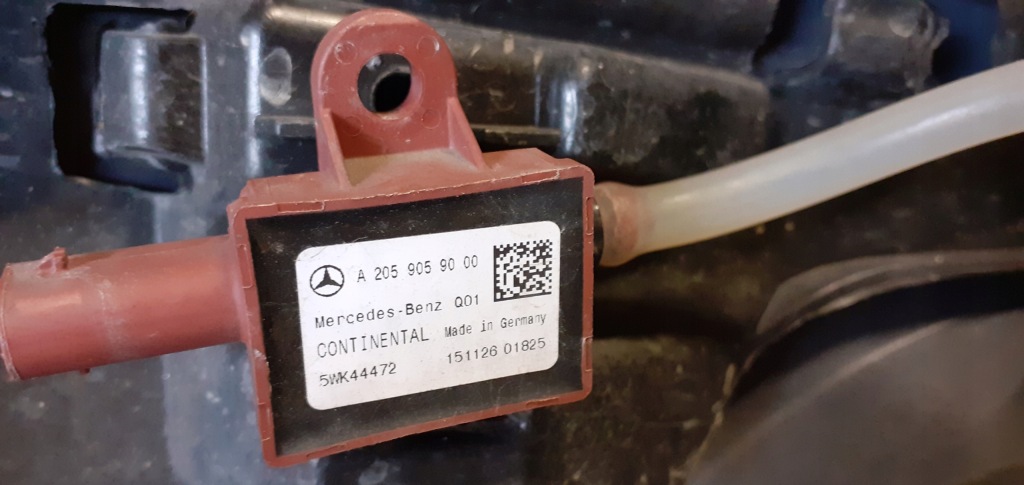 A 205 905 90 00
Mercedes-Benz Q01
CONTINENTAL Made in Germany
5WK44472 151126 01825